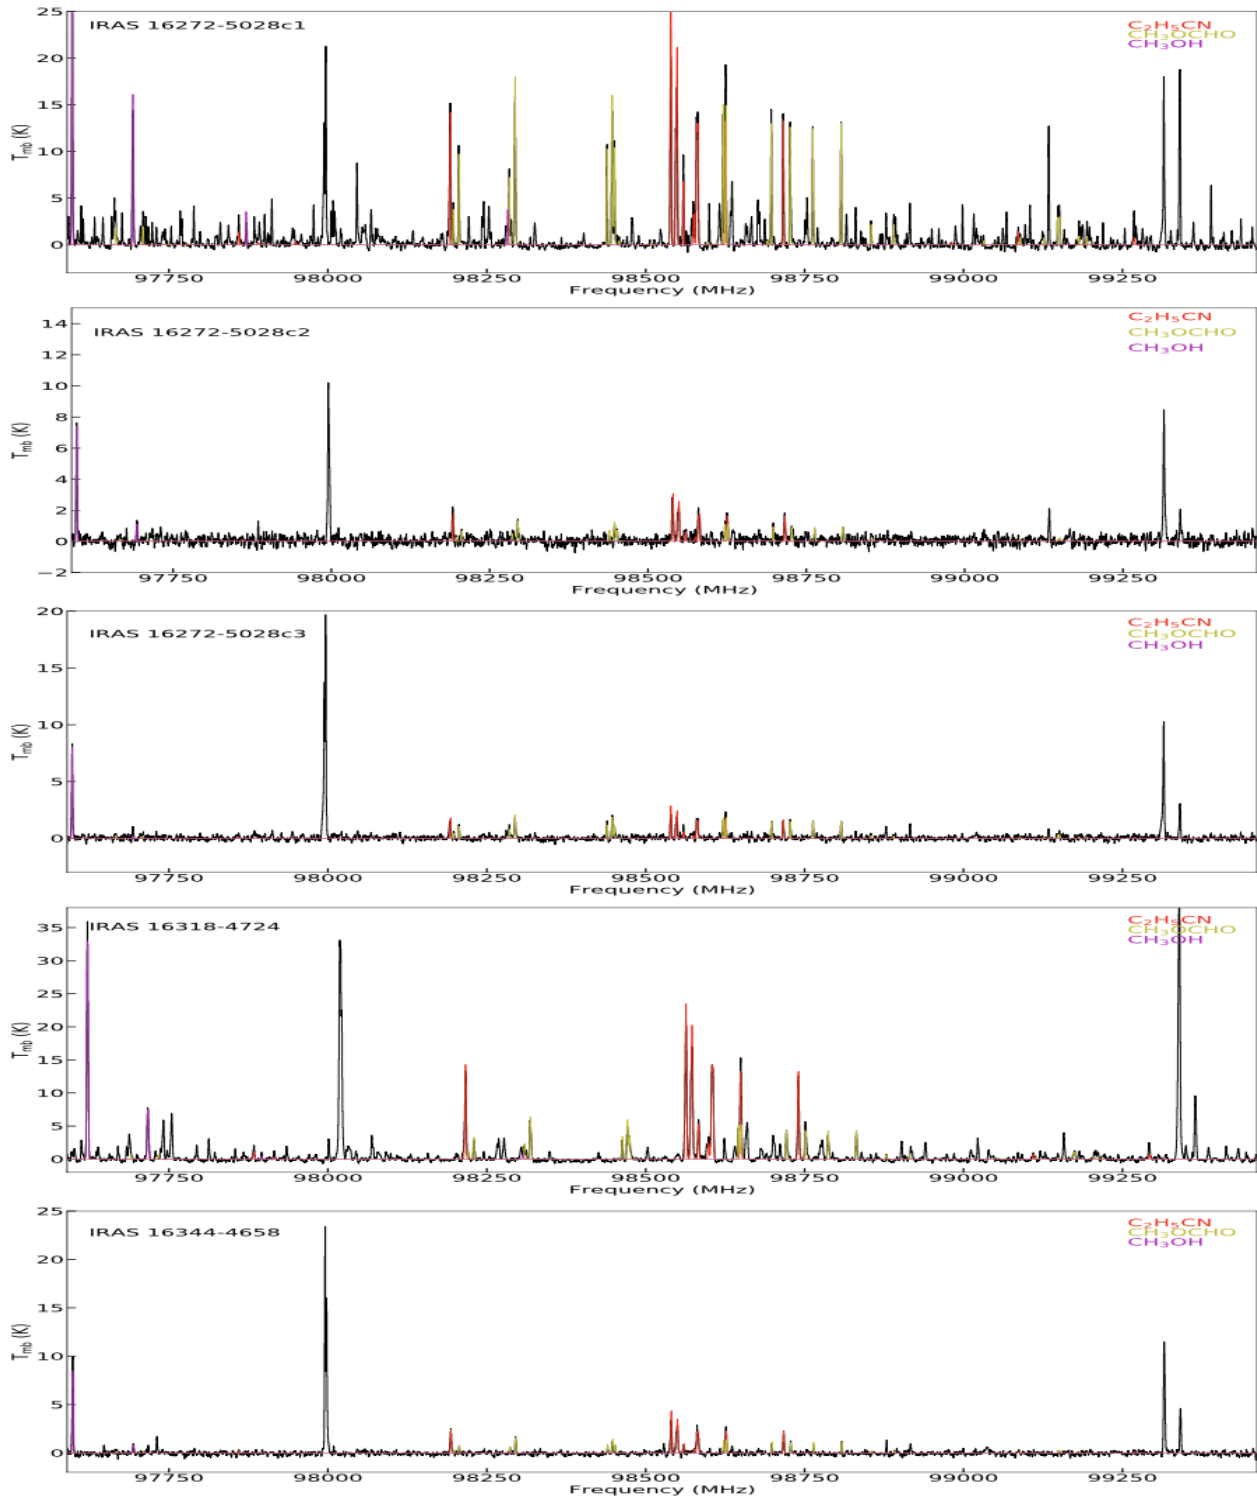 IRAS 16272-5028c1
C₂H₅CN
CH₃OCHO
CH₃OH
25
20
15
10
5
0
T_mb (K)
97750 98000 98250 98500 98750 99000 99250
Frequency (MHz)
IRAS 16272-5028c2
C₂H₅CN
CH₃OCHO
CH₃OH
14
12
10
8
6
4
2
0
−2
T_mb (K)
97750 98000 98250 98500 98750 99000 99250
Frequency (MHz)
IRAS 16272-5028c3
C₂H₅CN
CH₃OCHO
CH₃OH
20
15
10
5
0
T_mb (K)
97750 98000 98250 98500 98750 99000 99250
Frequency (MHz)
IRAS 16318-4724
C₂H₅CN
CH₃OCHO
CH₃OH
35
30
25
20
15
10
5
0
T_mb (K)
97750 98000 98250 98500 98750 99000 99250
Frequency (MHz)
IRAS 16344-4658
C₂H₅CN
CH₃OCHO
CH₃OH
25
20
15
10
5
0
T_mb (K)
97750 98000 98250 98500 98750 99000 99250
Frequency (MHz)